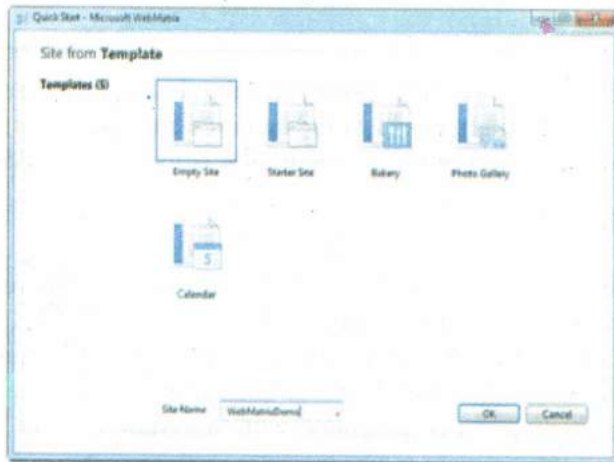 Quick Start - Microsoft WebMatrix
Site from Template
Templates (5)
Empty Site
Starter Site
Bakery
Photo Gallery
5
Calendar
Site Name WebMatrixDemo
OK Cancel